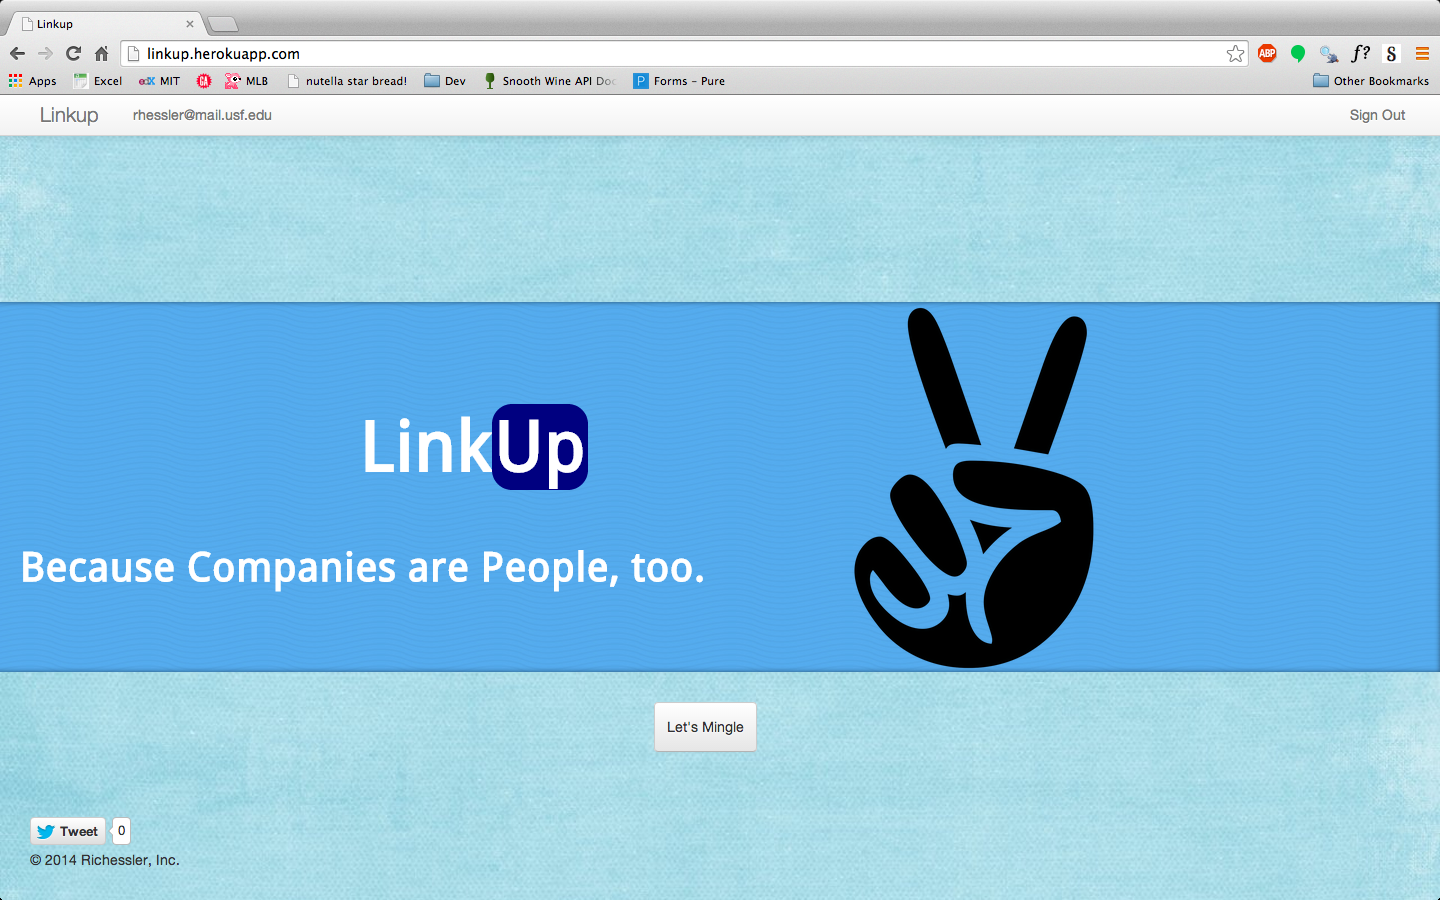 Linkup
linkup.herokuapp.com
ABP
f?
S
Apps Excel edX MIT GA MLB nutella star bread! Dev Snooth Wine API Doc P Forms – Pure Other Bookmarks
Linkup rhessler@mail.usf.edu Sign Out
LinkUp
Because Companies are People, too.
Let's Mingle
Tweet 0
© 2014 Richessler, Inc.